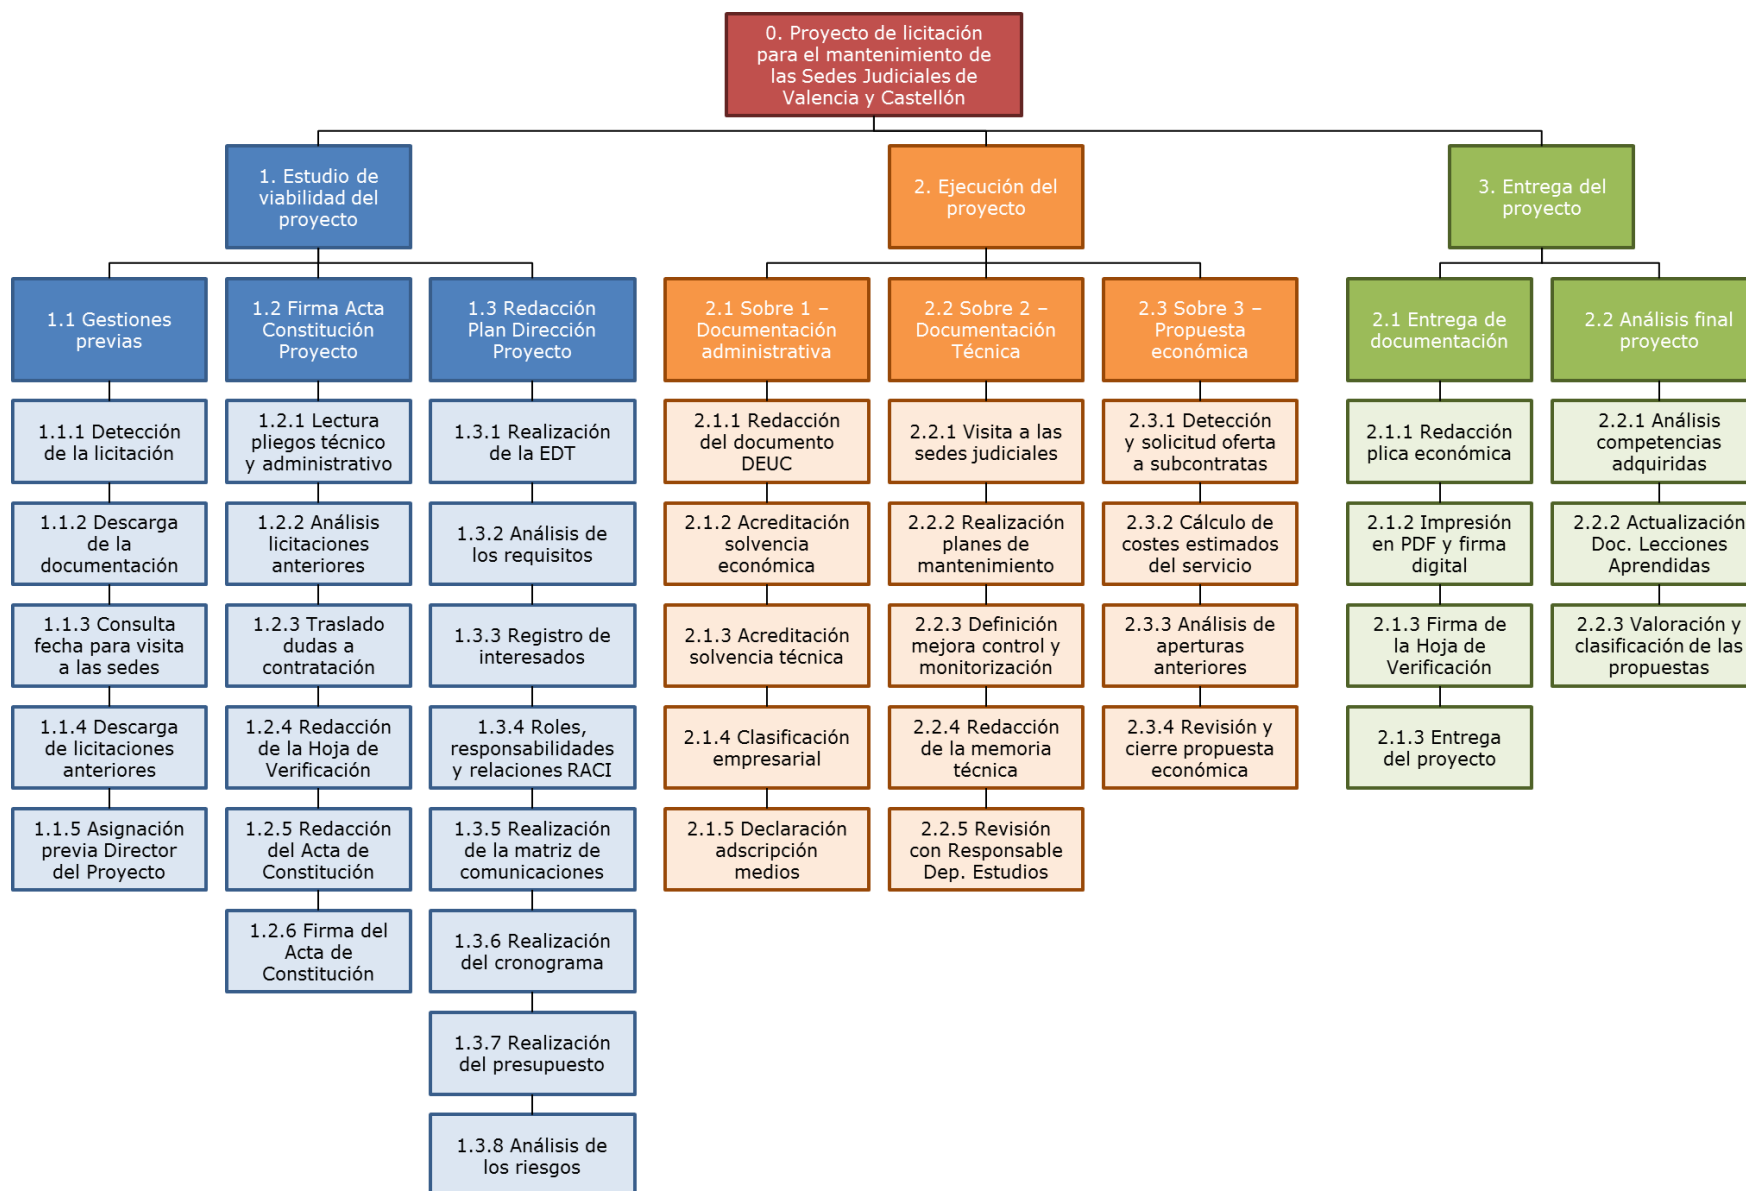 0. Proyecto de licitación
para el mantenimiento de
las Sedes Judiciales de
Valencia y Castellón
1. Estudio de
viabilidad del
proyecto
2. Ejecución del
proyecto
3. Entrega del
proyecto
1.1 Gestiones
previas
1.2 Firma Acta
Constitución
Proyecto
1.3 Redacción
Plan Dirección
Proyecto
2.1 Sobre 1 –
Documentación
administrativa
2.2 Sobre 2 –
Documentación
Técnica
2.3 Sobre 3 –
Propuesta
económica
2.1 Entrega de
documentación
2.2 Análisis final
proyecto
1.1.1 Detección
de la licitación
1.1.2 Descarga
de la
documentación
1.1.3 Consulta
fecha para visita
a las sedes
1.1.4 Descarga
de licitaciones
anteriores
1.1.5 Asignación
previa Director
del Proyecto
1.2.1 Lectura
pliegos técnico
y administrativo
1.2.2 Análisis
licitaciones
anteriores
1.2.3 Traslado
dudas a
contratación
1.2.4 Redacción
de la Hoja de
Verificación
1.2.5 Redacción
del Acta de
Constitución
1.2.6 Firma del
Acta de
Constitución
1.3.1 Realización
de la EDT
1.3.2 Análisis de
los requisitos
1.3.3 Registro de
interesados
1.3.4 Roles,
responsabilidades
y relaciones RACI
1.3.5 Realización
de la matriz de
comunicaciones
1.3.6 Realización
del cronograma
1.3.7 Realización
del presupuesto
1.3.8 Análisis de
los riesgos
2.1.1 Redacción
del documento
DEUC
2.1.2 Acreditación
solvencia
económica
2.1.3 Acreditación
solvencia técnica
2.1.4 Clasificación
empresarial
2.1.5 Declaración
adscripción
medios
2.2.1 Visita a las
sedes judiciales
2.2.2 Realización
planes de
mantenimiento
2.2.3 Definición
mejora control y
monitorización
2.2.4 Redacción
de la memoria
técnica
2.2.5 Revisión
con Responsable
Dep. Estudios
2.3.1 Detección
y solicitud oferta
a subcontratas
2.3.2 Cálculo de
costes estimados
del servicio
2.3.3 Análisis de
aperturas
anteriores
2.3.4 Revisión y
cierre propuesta
económica
2.1.1 Redacción
plica económica
2.1.2 Impresión
en PDF y firma
digital
2.1.3 Firma de
la Hoja de
Verificación
2.1.3 Entrega
del proyecto
2.2.1 Análisis
competencias
adquiridas
2.2.2 Actualización
Doc. Lecciones
Aprendidas
2.2.3 Valoración y
clasificación de las
propuestas